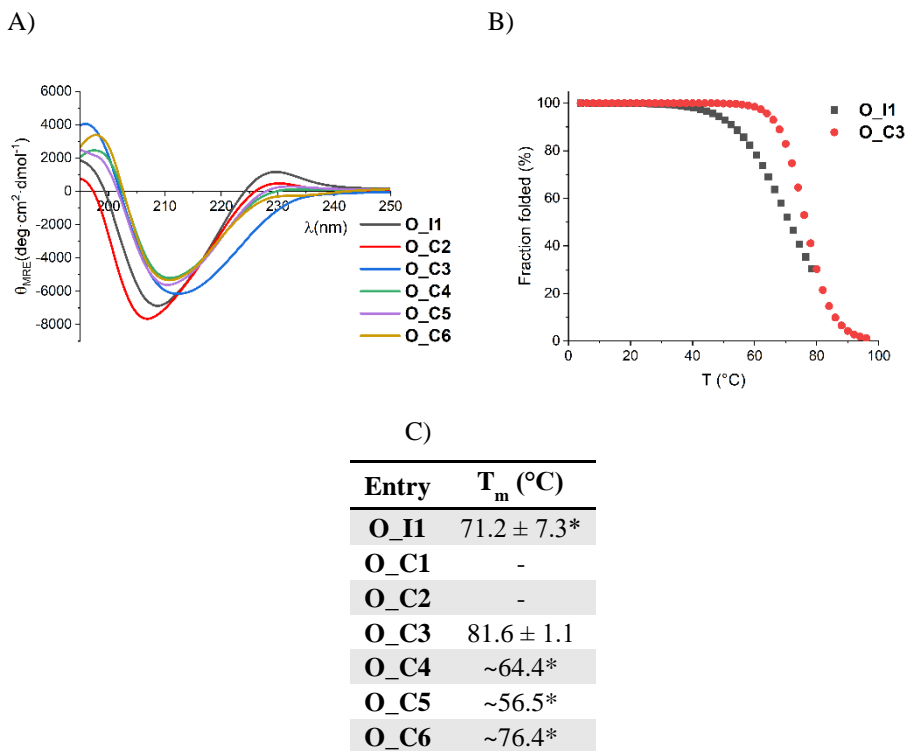 A)
B)
6000
4000
2000
0
-2000
-4000
-6000
-8000
θMRE(deg·cm²·dmol⁻¹)
200 210 220 230 240 250
λ(nm)
O_I1
O_C2
O_C3
O_C4
O_C5
O_C6
100
80
60
40
20
0
Fraction folded (%)
0 20 40 60 80 100
T (°C)
O_I1
O_C3
C)
Entry Tm (°C)
O_I1 71.2 ± 7.3*
O_C1 -
O_C2 -
O_C3 81.6 ± 1.1
O_C4 ~64.4*
O_C5 ~56.5*
O_C6 ~76.4*